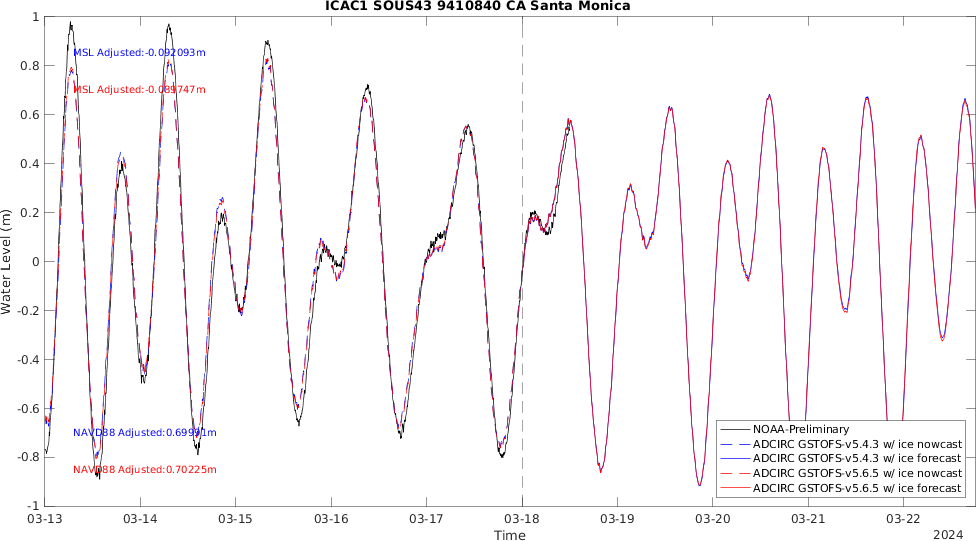 ICAC1 SOUS43 9410840 CA Santa Monica
1
0.8
0.6
0.4
0.2
0
-0.2
-0.4
-0.6
-0.8
-1
Water Level (m)
MSL Adjusted:-0.092093m
MSL Adjusted:-0.089747m
NAVD88 Adjusted:0.69991m
NAVD88 Adjusted:0.70225m
NOAA-Preliminary
ADCIRC GSTOFS-v5.4.3 w/ ice nowcast
ADCIRC GSTOFS-v5.4.3 w/ ice forecast
ADCIRC GSTOFS-v5.6.5 w/ ice nowcast
ADCIRC GSTOFS-v5.6.5 w/ ice forecast
03-13 03-14 03-15 03-16 03-17 03-18 03-19 03-20 03-21 03-22
Time
2024